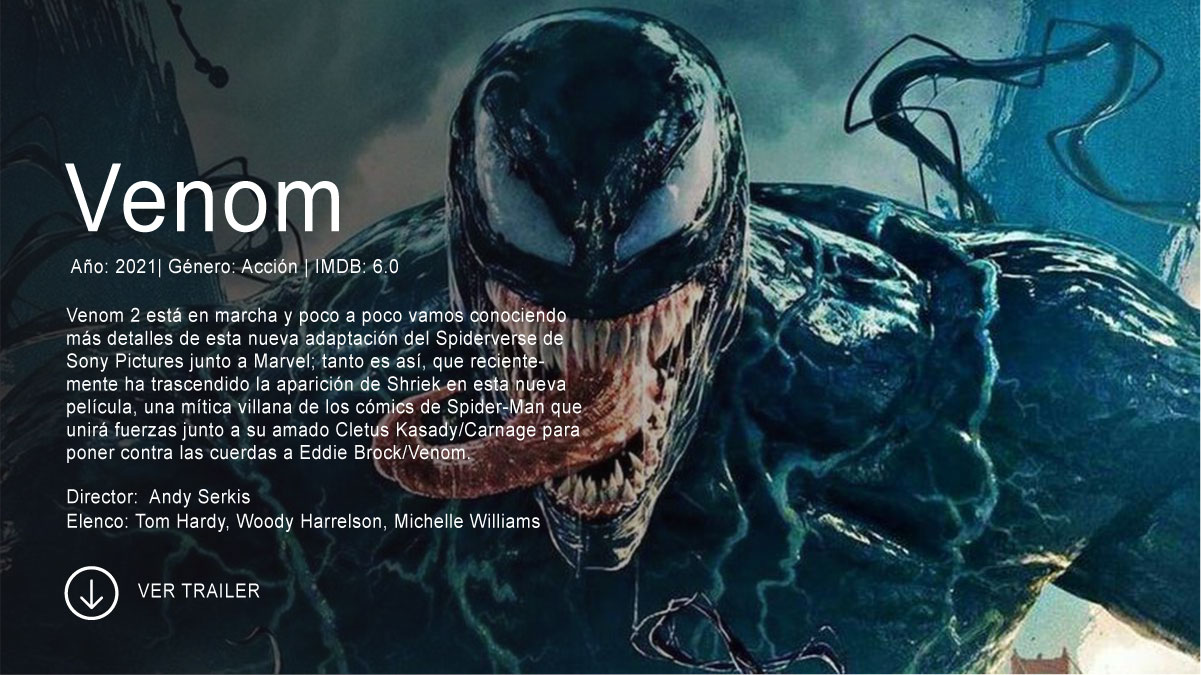 Venom
Año: 2021| Género: Acción | IMDB: 6.0
Venom 2 está en marcha y poco a poco vamos conociendo
más detalles de esta nueva adaptación del Spiderverse de
Sony Pictures junto a Marvel; tanto es así, que reciente-
mente ha trascendido la aparición de Shriek en esta nueva
película, una mítica villana de los cómics de Spider-Man que
unirá fuerzas junto a su amado Cletus Kasady/Carnage para
poner contra las cuerdas a Eddie Brock/Venom.
Director:  Andy Serkis
Elenco: Tom Hardy, Woody Harrelson, Michelle Williams
VER TRAILER